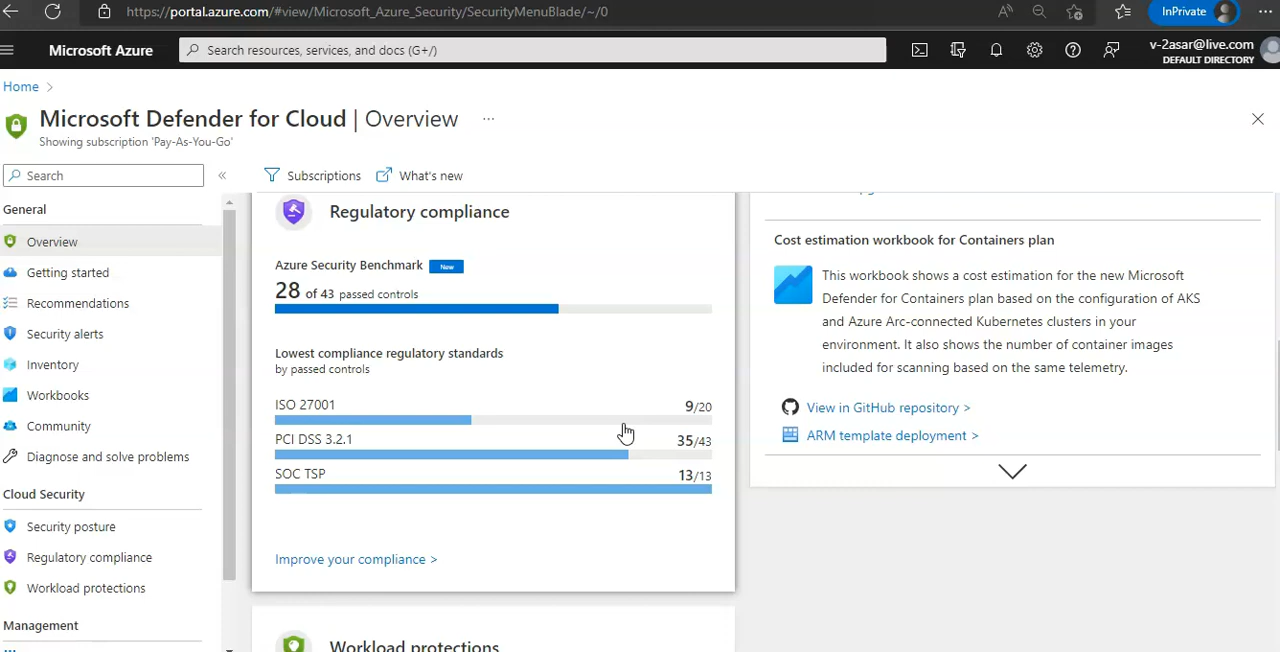 https://portal.azure.com/#view/Microsoft_Azure_Security/SecurityMenuBlade/~/0
InPrivate
Microsoft Azure
Search resources, services, and docs (G+/)
v-2asar@live.com
DEFAULT DIRECTORY
Home >
Microsoft Defender for Cloud | Overview ...
Showing subscription 'Pay-As-You-Go'
Search
«
Subscriptions
What's new
General
Overview
Getting started
Recommendations
Security alerts
Inventory
Workbooks
Community
Diagnose and solve problems
Cloud Security
Security posture
Regulatory compliance
Workload protections
Management
Regulatory compliance
Azure Security Benchmark New
28 of 43 passed controls
Lowest compliance regulatory standards
by passed controls
ISO 27001 9/20
PCI DSS 3.2.1 35/43
SOC TSP 13/13
Improve your compliance >
Workload protections
Cost estimation workbook for Containers plan
This workbook shows a cost estimation for the new Microsoft
Defender for Containers plan based on the configuration of AKS
and Azure Arc-connected Kubernetes clusters in your
environment. It also shows the number of container images
included for scanning based on the same telemetry.
View in GitHub repository >
ARM template deployment >